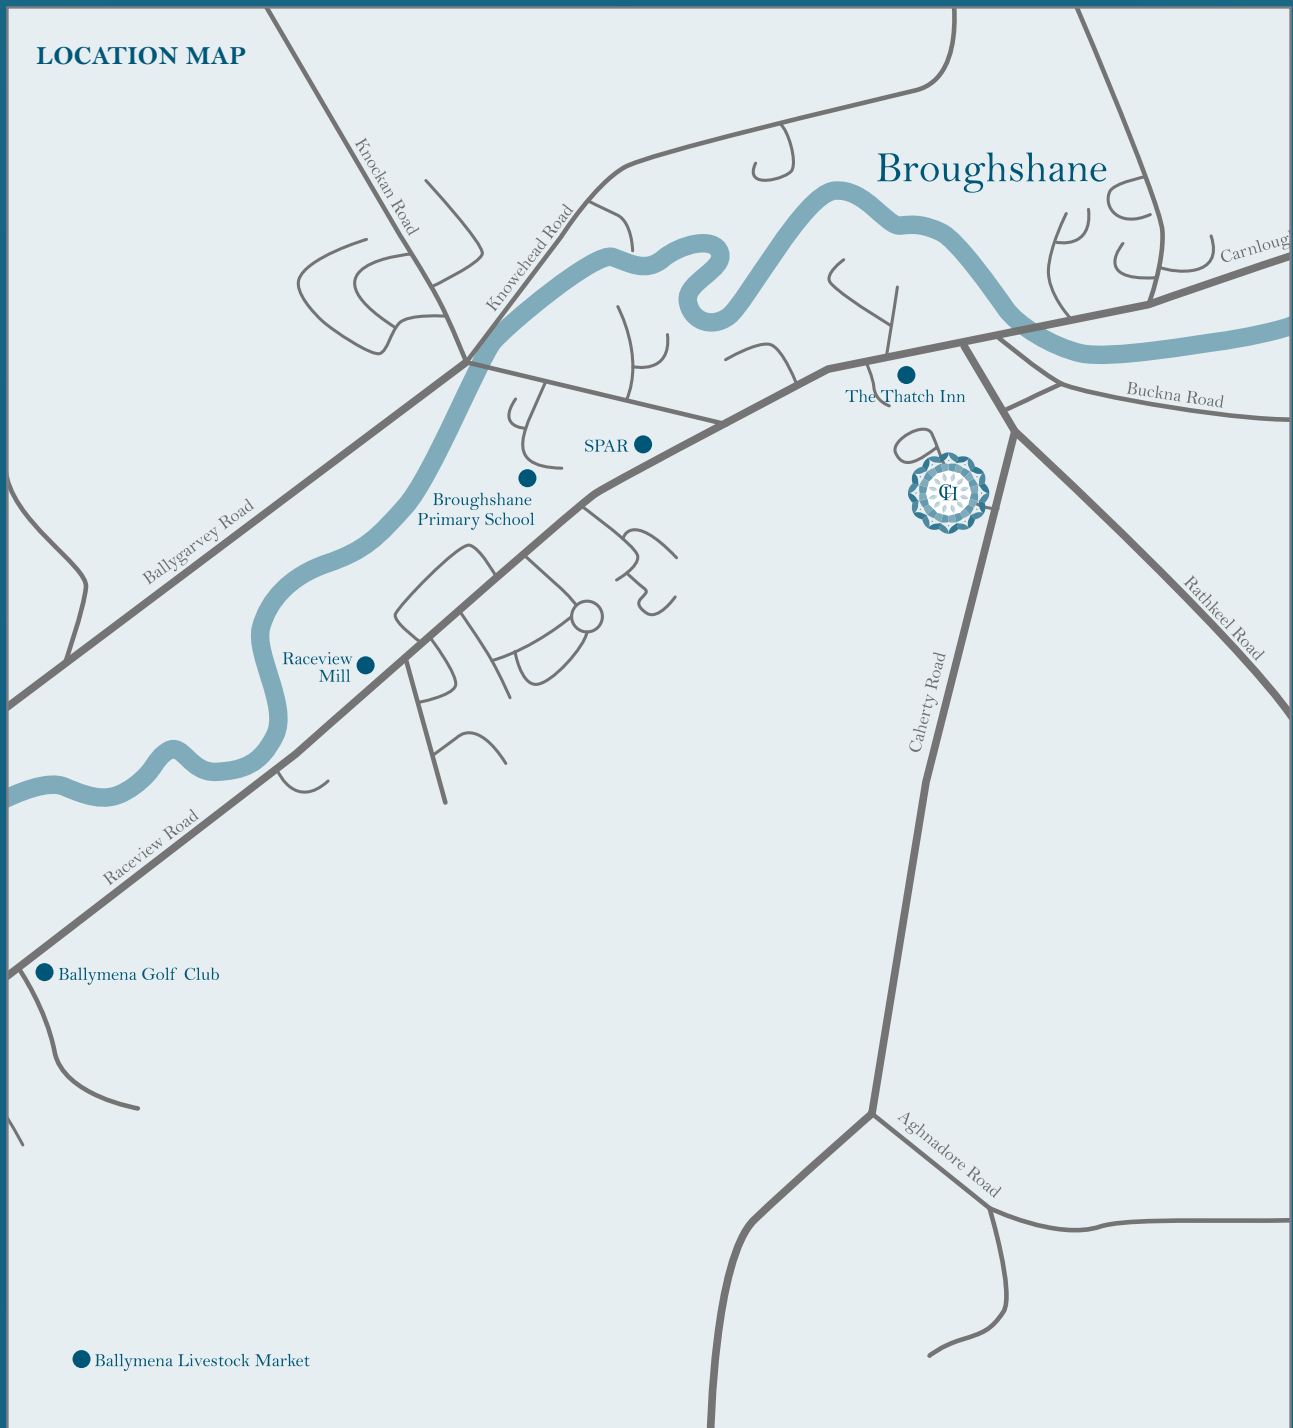 LOCATION MAP
Knockan Road
Broughshane
Knowehead Road
Carnlough
Buckna Road
The Thatch Inn
SPAR
Broughshane
Primary School
CH
Ballygarvey Road
Rathkeel Road
Raceview
Mill
Caherty Road
Raceview Road
Ballymena Golf Club
Aghnadore Road
Ballymena Livestock Market